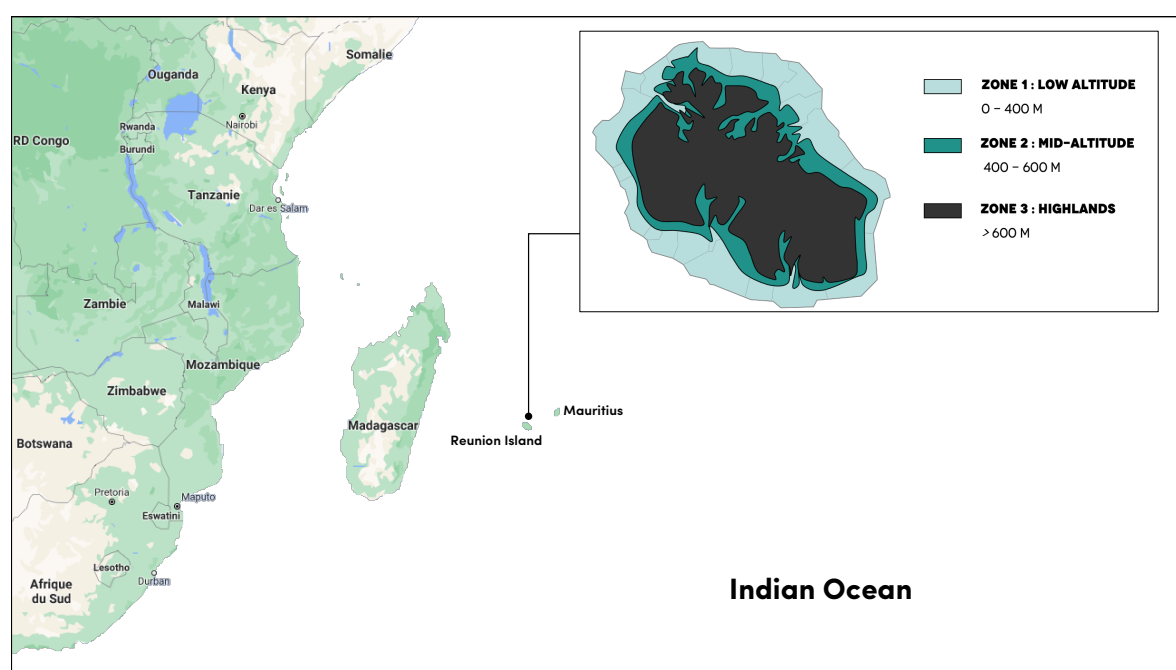 Somalie
Ouganda
Kenya
Nairobi
Rwanda
RD Congo
Burundi
Tanzanie
Dar es Salam
Zambie
Malawi
Mozambique
Zimbabwe
Madagascar
Botswana
Pretoria
Maputo
Eswatini
Lesotho
Durban
Afrique
du Sud
Mauritius
Reunion Island
Indian Ocean
ZONE 1 : LOW ALTITUDE
0 – 400 M
ZONE 2 : MID-ALTITUDE
400 – 600 M
ZONE 3 : HIGHLANDS
> 600 M